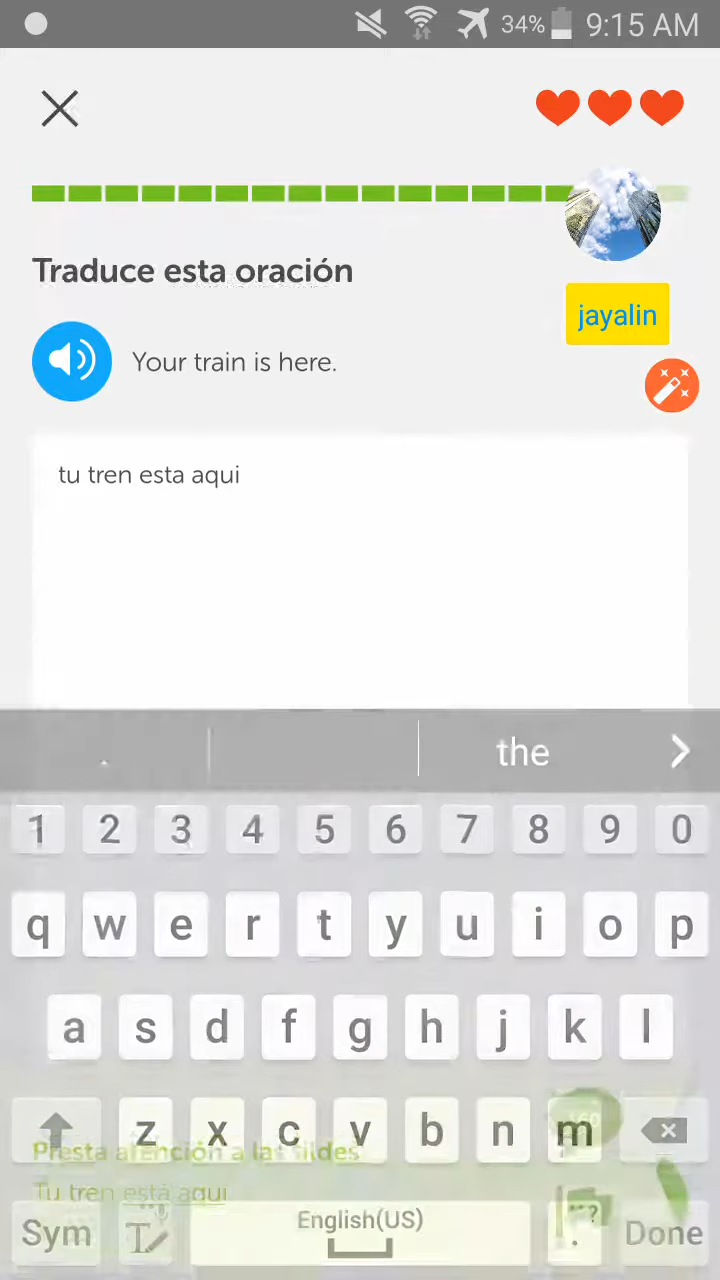 34% 9:15 AM
Traduce esta oración
jayalin
Your train is here.
tu tren esta aqui
. the
1 2 3 4 5 6 7 8 9 0
q w e r t y u i o p
a s d f g h j k l
z x c v b n m
Presta atención a las tildes
Tu tren está aquí
Sym English(US) . Done